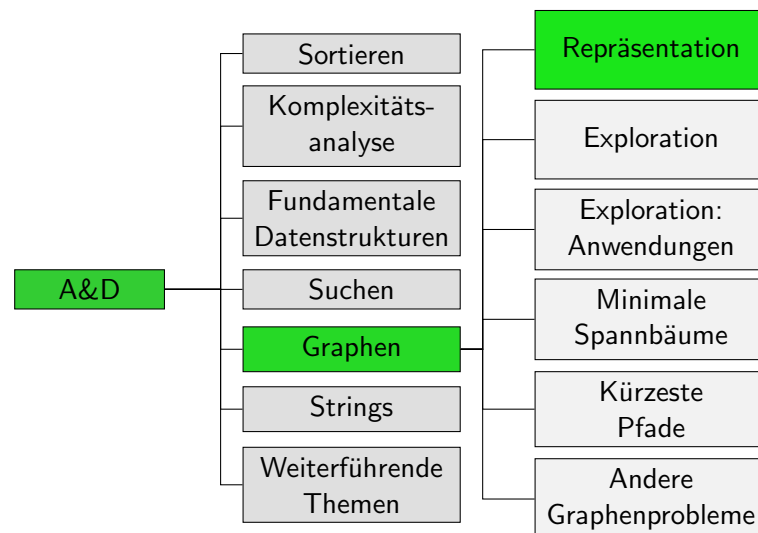 A&D
Sortieren
Komplexitäts-
analyse
Fundamentale
Datenstrukturen
Suchen
Graphen
Strings
Weiterführende
Themen
Repräsentation
Exploration
Exploration:
Anwendungen
Minimale
Spannbäume
Kürzeste
Pfade
Andere
Graphenprobleme